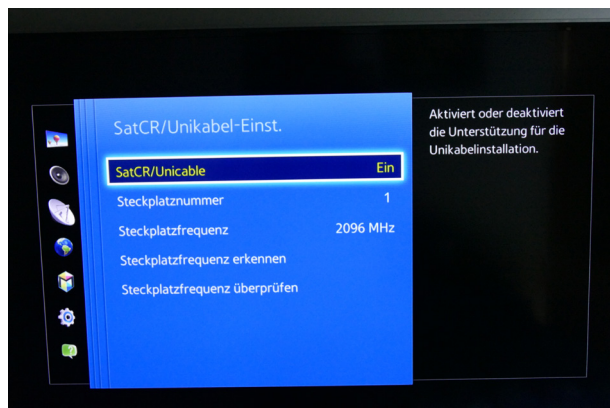 SatCR/Unikabel-Einst.
SatCR/Unicable Ein
Steckplatznummer 1
Steckplatzfrequenz 2096 MHz
Steckplatzfrequenz erkennen
Steckplatzfrequenz überprüfen
Aktiviert oder deaktiviert
die Unterstützung für die
Unikabelinstallation.